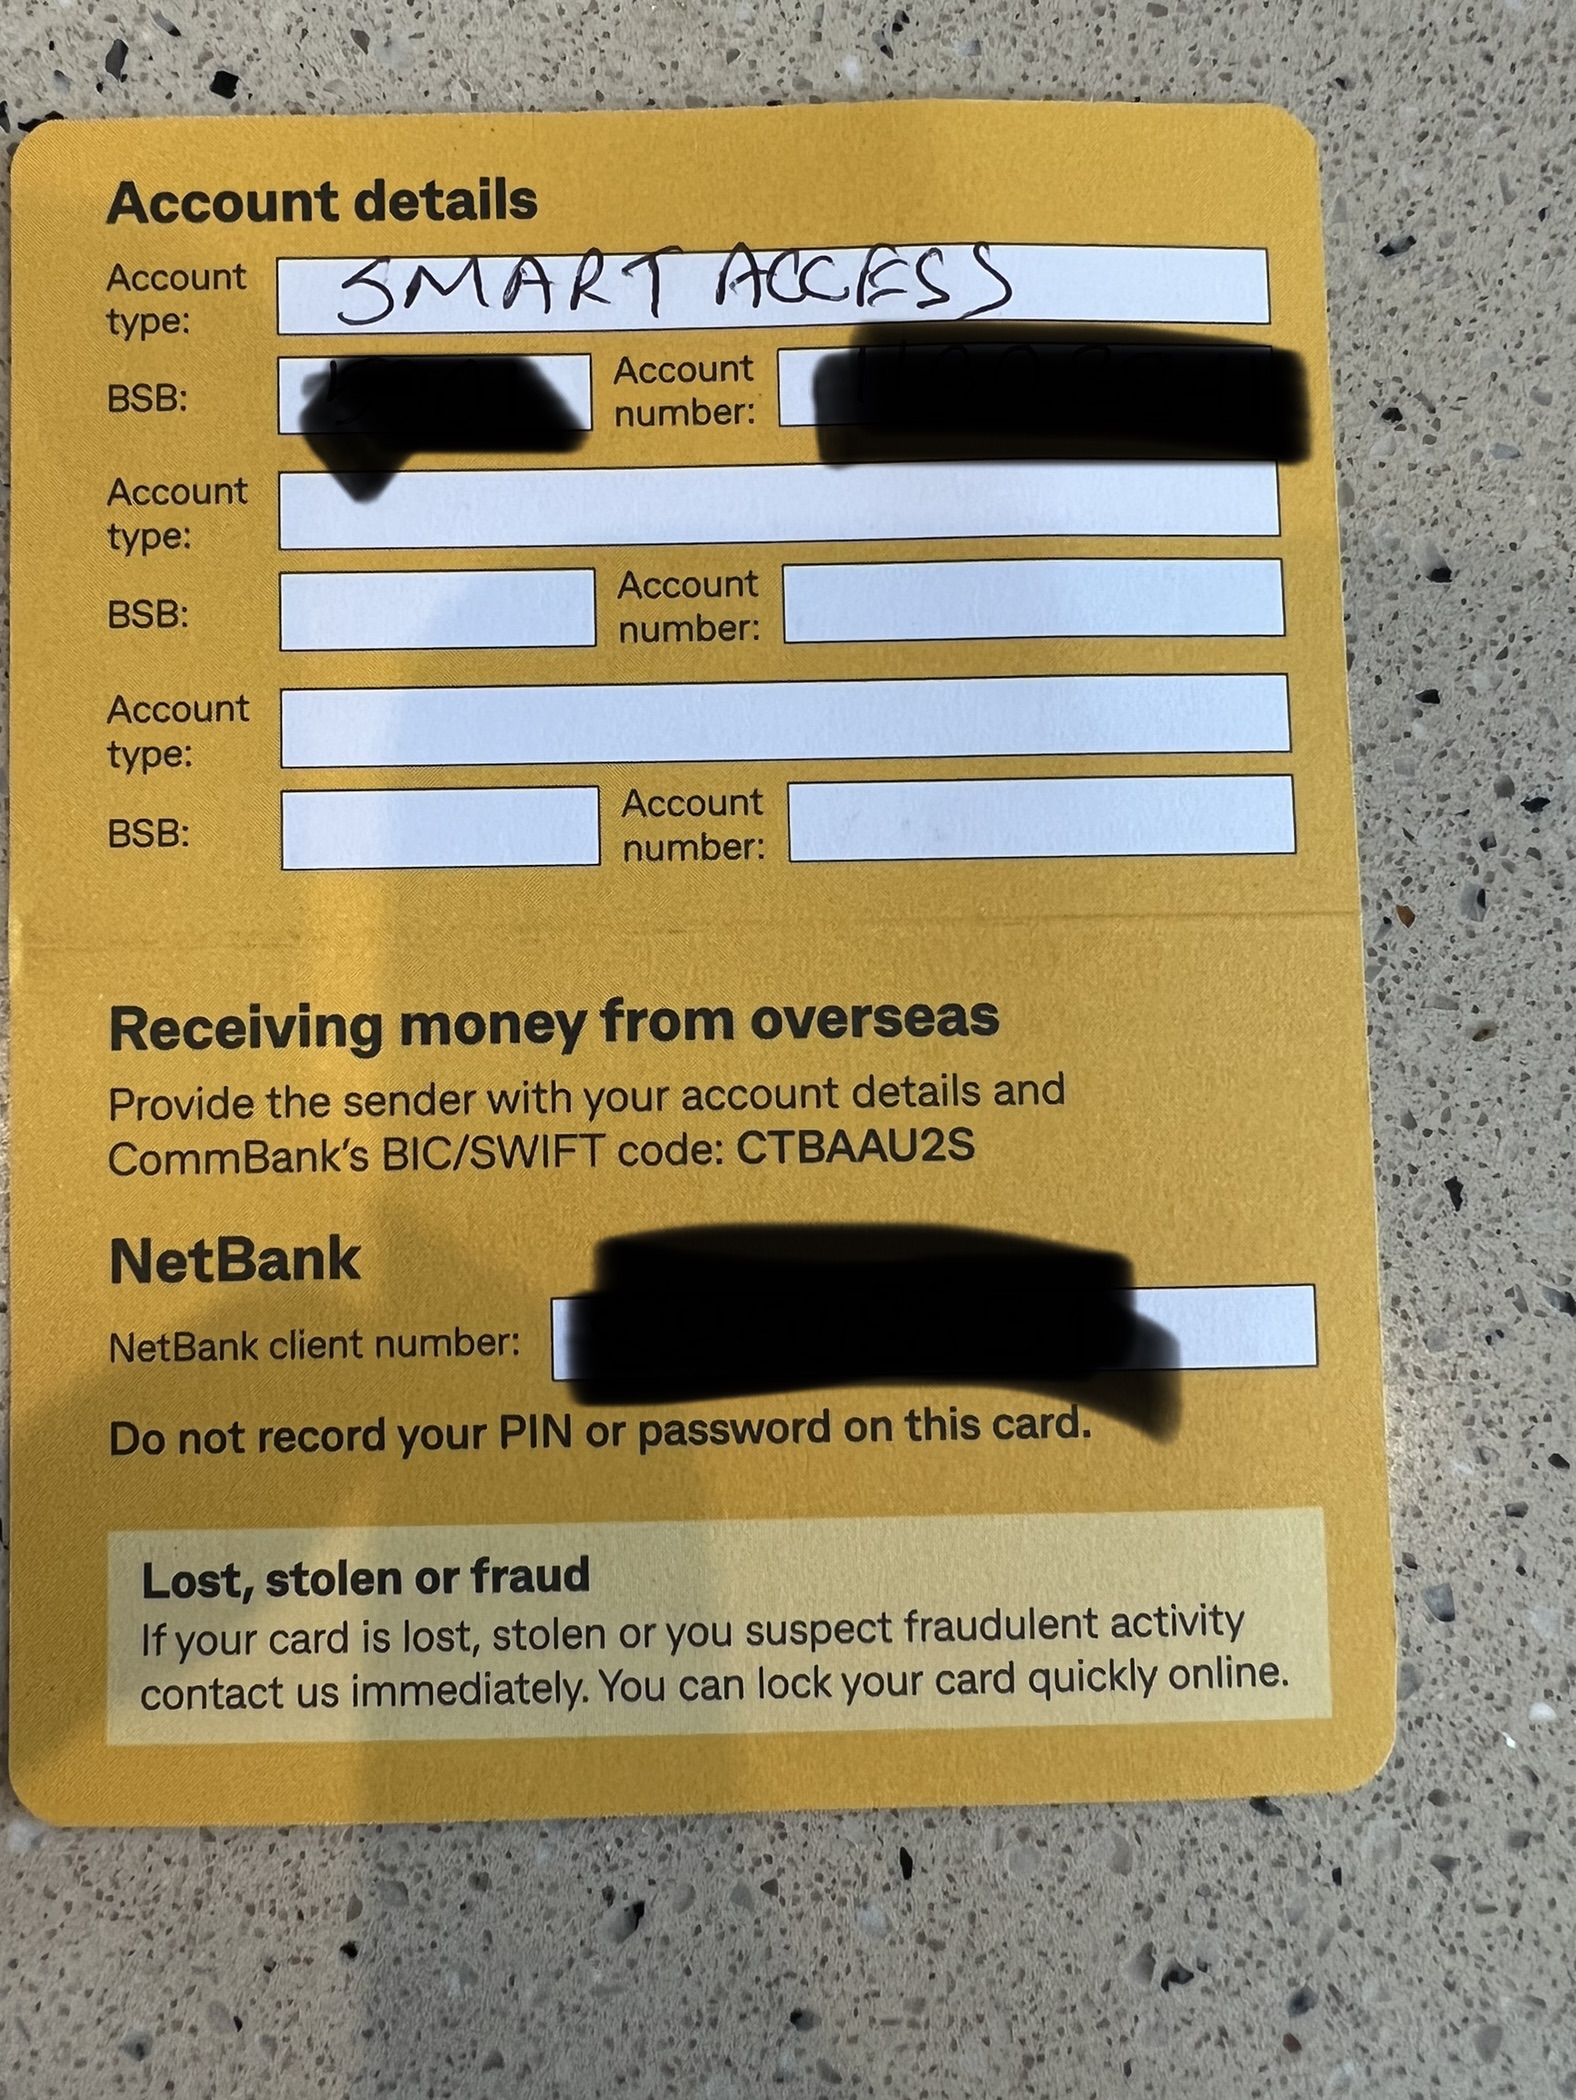 Account details
Account type: SMART ACCESS
BSB: Account number:
Account type:
BSB: Account number:
Account type:
BSB: Account number:
Receiving money from overseas
Provide the sender with your account details and
CommBank's BIC/SWIFT code: CTBAAU2S
NetBank
NetBank client number:
Do not record your PIN or password on this card.
Lost, stolen or fraud
If your card is lost, stolen or you suspect fraudulent activity
contact us immediately. You can lock your card quickly online.